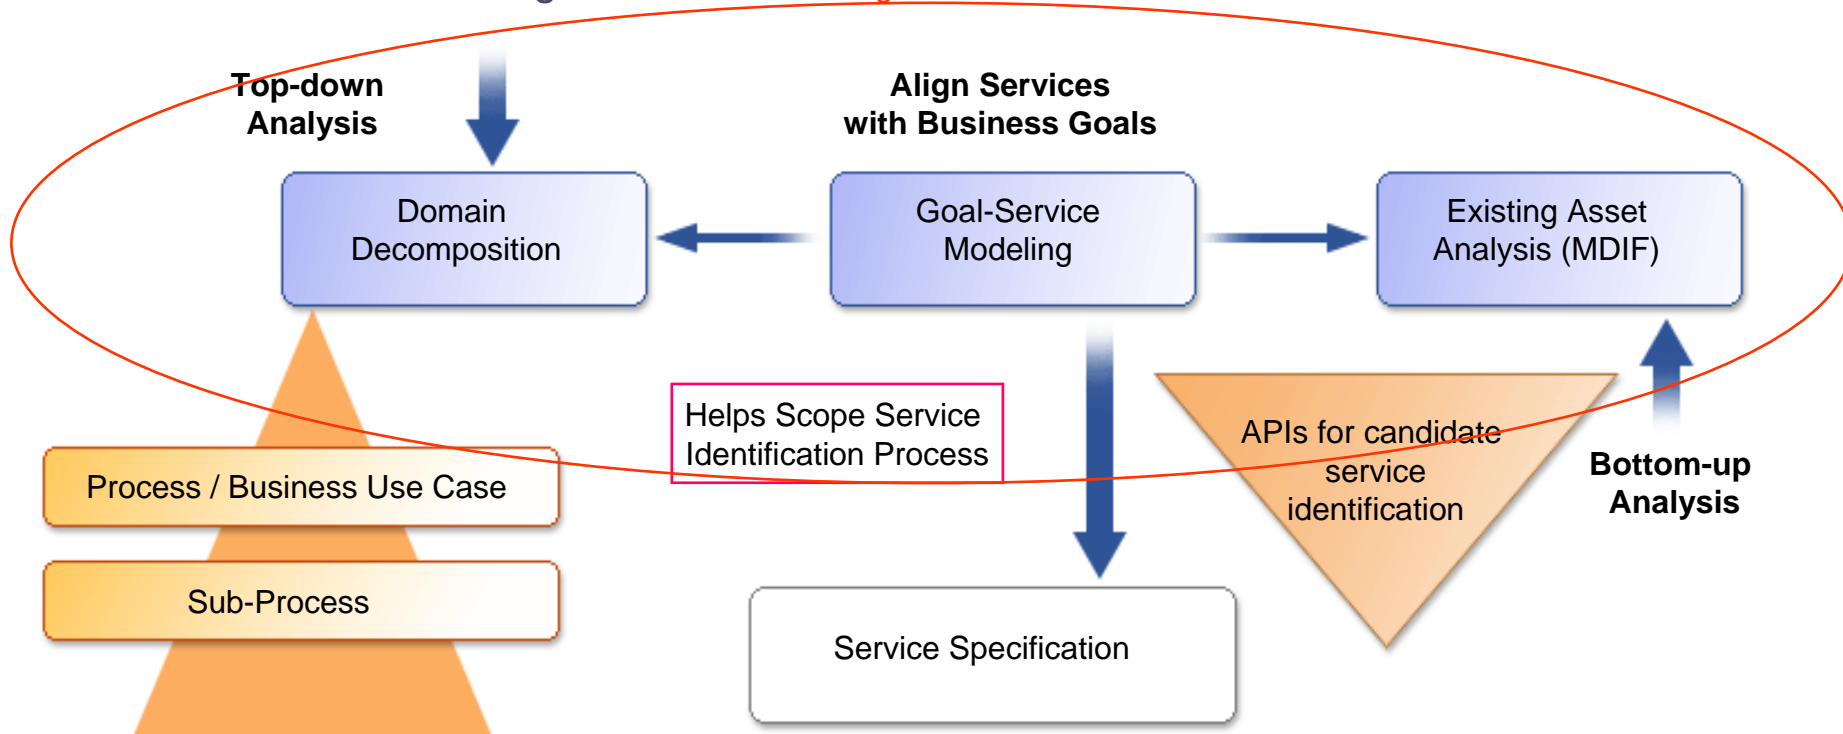 Top-down
Analysis
Align Services
with Business Goals
Domain
Decomposition
Goal-Service
Modeling
Existing Asset
Analysis (MDIF)
Helps Scope Service
Identification Process
APIs for candidate
service
identification
Bottom-up
Analysis
Process / Business Use Case
Sub-Process
Service Specification